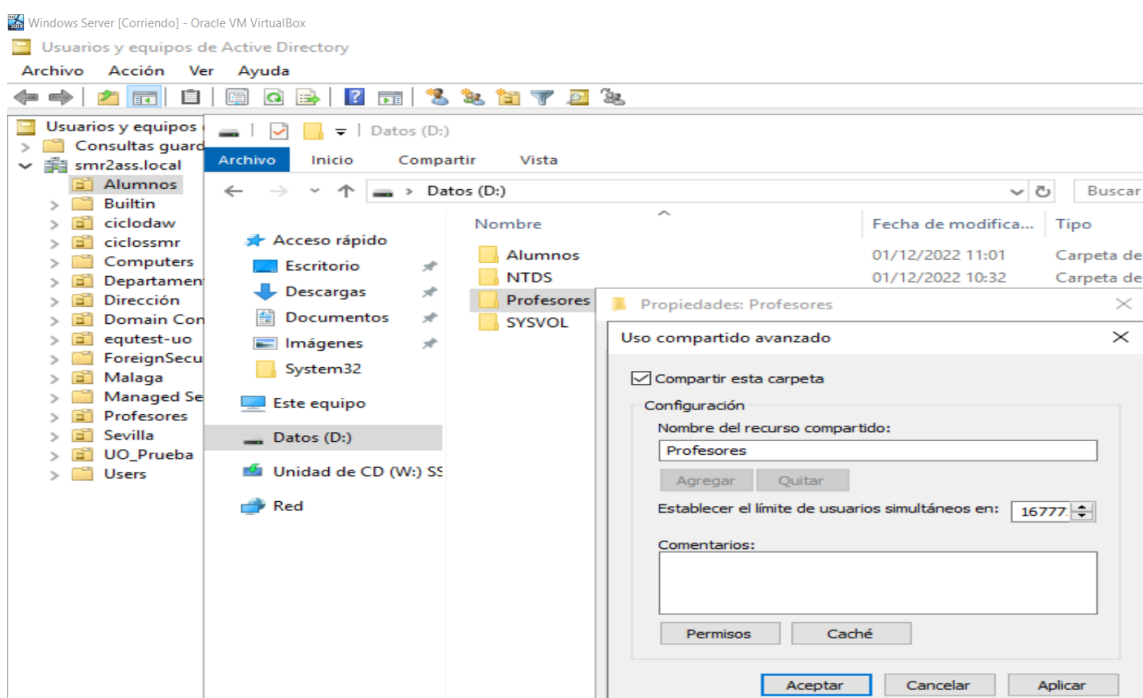 Windows Server [Corriendo] - Oracle VM VirtualBox
Usuarios y equipos de Active Directory
Archivo Acción Ver Ayuda
Usuarios y equipos
Consultas guard
smr2ass.local
Alumnos
Builtin
ciclodaw
ciclossmr
Computers
Departamen
Dirección
Domain Con
equtest-uo
ForeignSecu
Malaga
Managed Se
Profesores
Sevilla
UO_Prueba
Users
Datos (D:)
Archivo Inicio Compartir Vista
Datos (D:)
Buscar
Acceso rápido
Escritorio
Descargas
Documentos
Imágenes
System32
Este equipo
Datos (D:)
Unidad de CD (W:) SS
Red
Nombre Fecha de modifica... Tipo
Alumnos 01/12/2022 11:01 Carpeta de
NTDS 01/12/2022 10:32 Carpeta de
Profesores
SYSVOL
Propiedades: Profesores
Uso compartido avanzado
Compartir esta carpeta
Configuración
Nombre del recurso compartido:
Profesores
Agregar Quitar
Establecer el límite de usuarios simultáneos en: 16777
Comentarios:
Permisos Caché
Aceptar Cancelar Aplicar